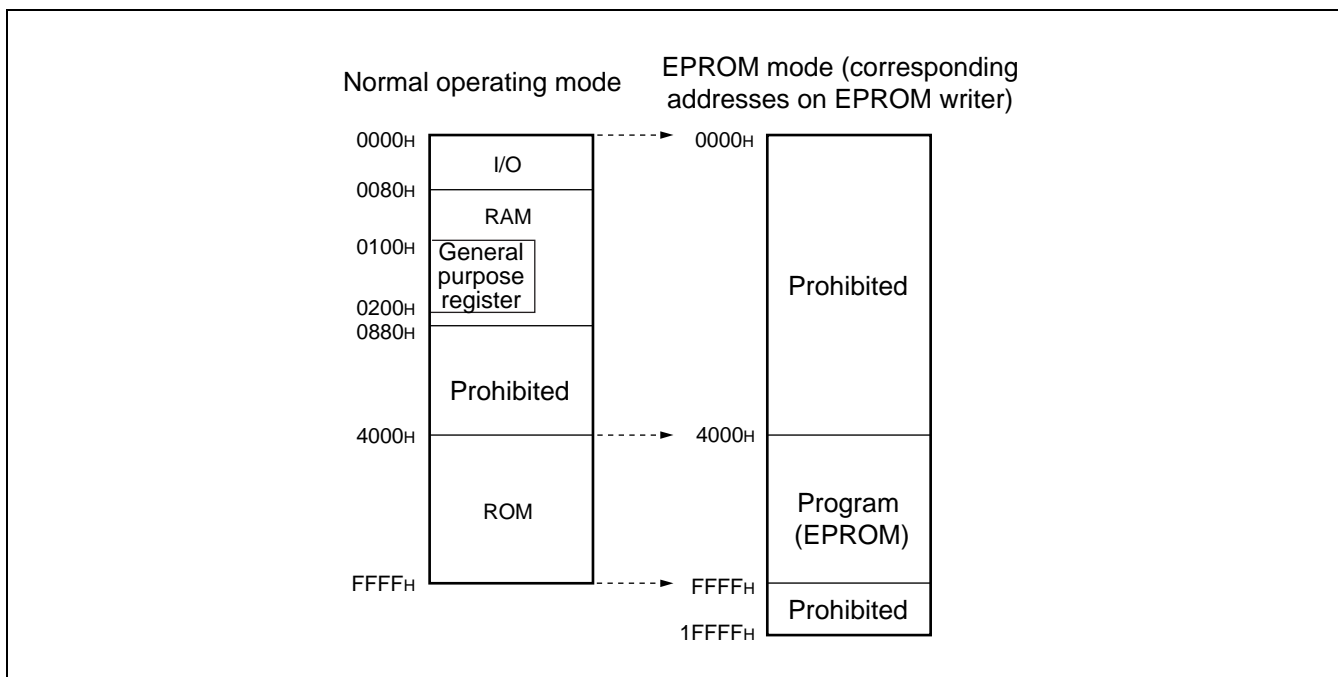 Normal operating mode
0000H
I/O
0080H
RAM
0100H
General
purpose
register
0200H
0880H
Prohibited
4000H
ROM
FFFFH
EPROM mode (corresponding
addresses on EPROM writer)
0000H
Prohibited
4000H
Program
(EPROM)
FFFFH
Prohibited
1FFFFH